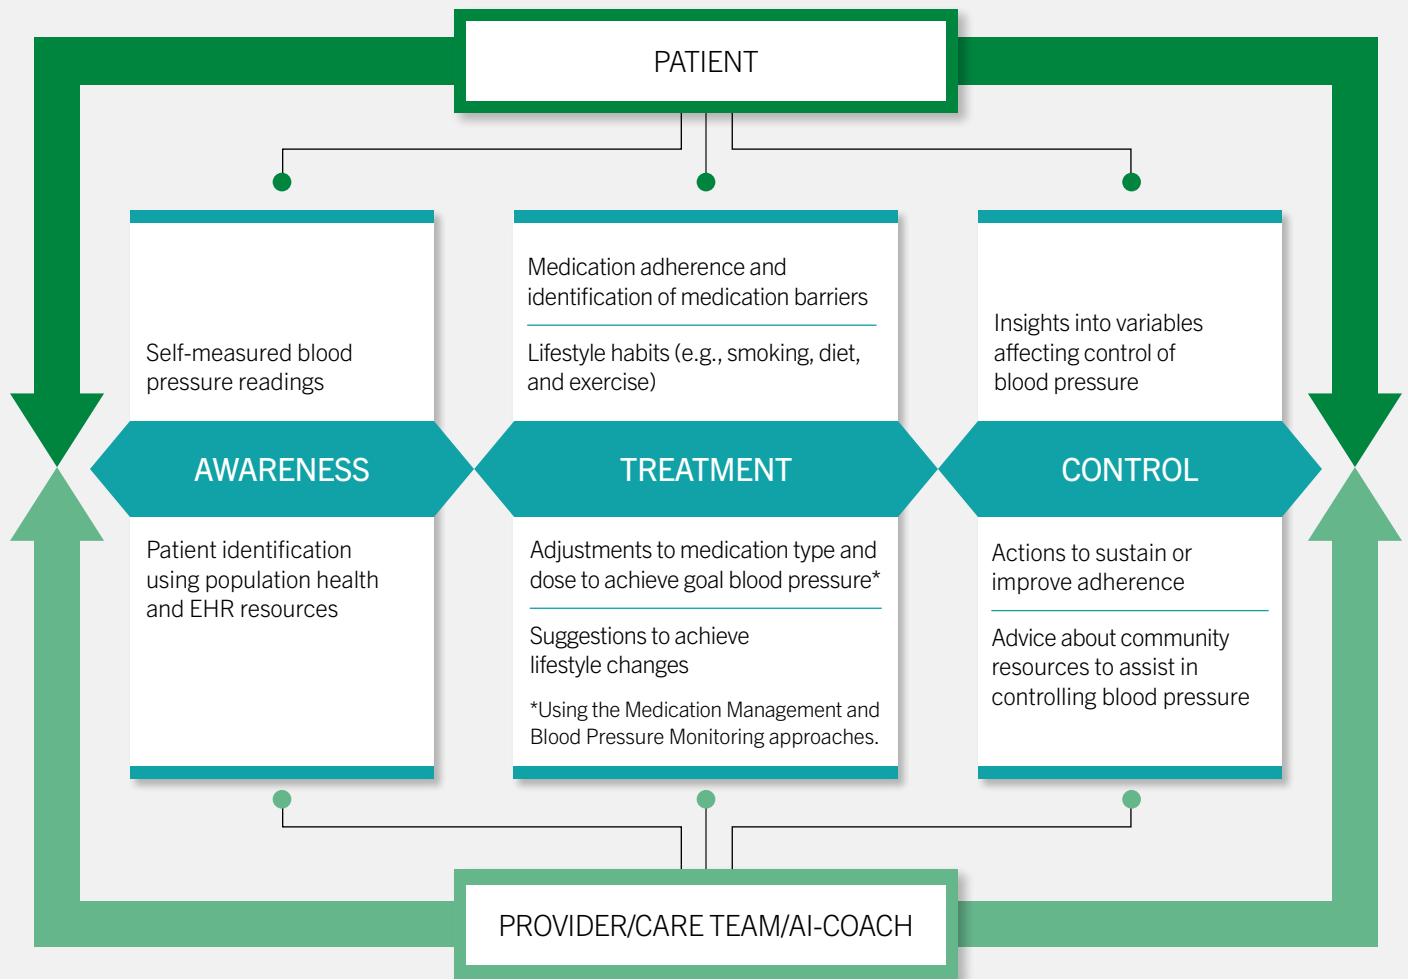 PATIENT
Self-measured blood
pressure readings
Medication adherence and
identification of medication barriers
Lifestyle habits (e.g., smoking, diet,
and exercise)
Insights into variables
affecting control of
blood pressure
AWARENESS
TREATMENT
CONTROL
Patient identification
using population health
and EHR resources
Adjustments to medication type and
dose to achieve goal blood pressure*
Suggestions to achieve
lifestyle changes
*Using the Medication Management and
Blood Pressure Monitoring approaches.
Actions to sustain or
improve adherence
Advice about community
resources to assist in
controlling blood pressure
PROVIDER/CARE TEAM/AI-COACH